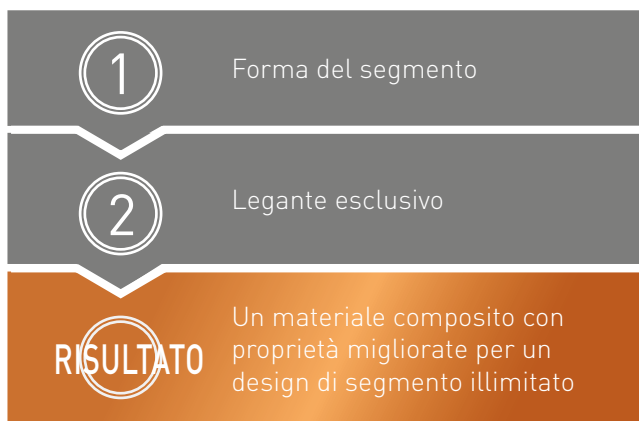 1
Forma del segmento
2
Legante esclusivo
RISULTATO
Un materiale composito con
proprietà migliorate per un
design di segmento illimitato